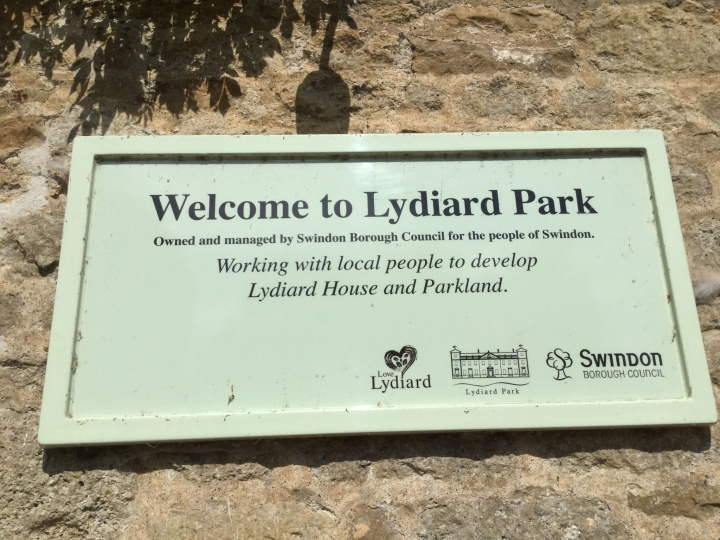 Welcome to Lydiard Park
Owned and managed by Swindon Borough Council for the people of Swindon.
Working with local people to develop
Lydiard House and Parkland.
Love
Lydiard
Lydiard Park
SWINDON
BOROUGH COUNCIL